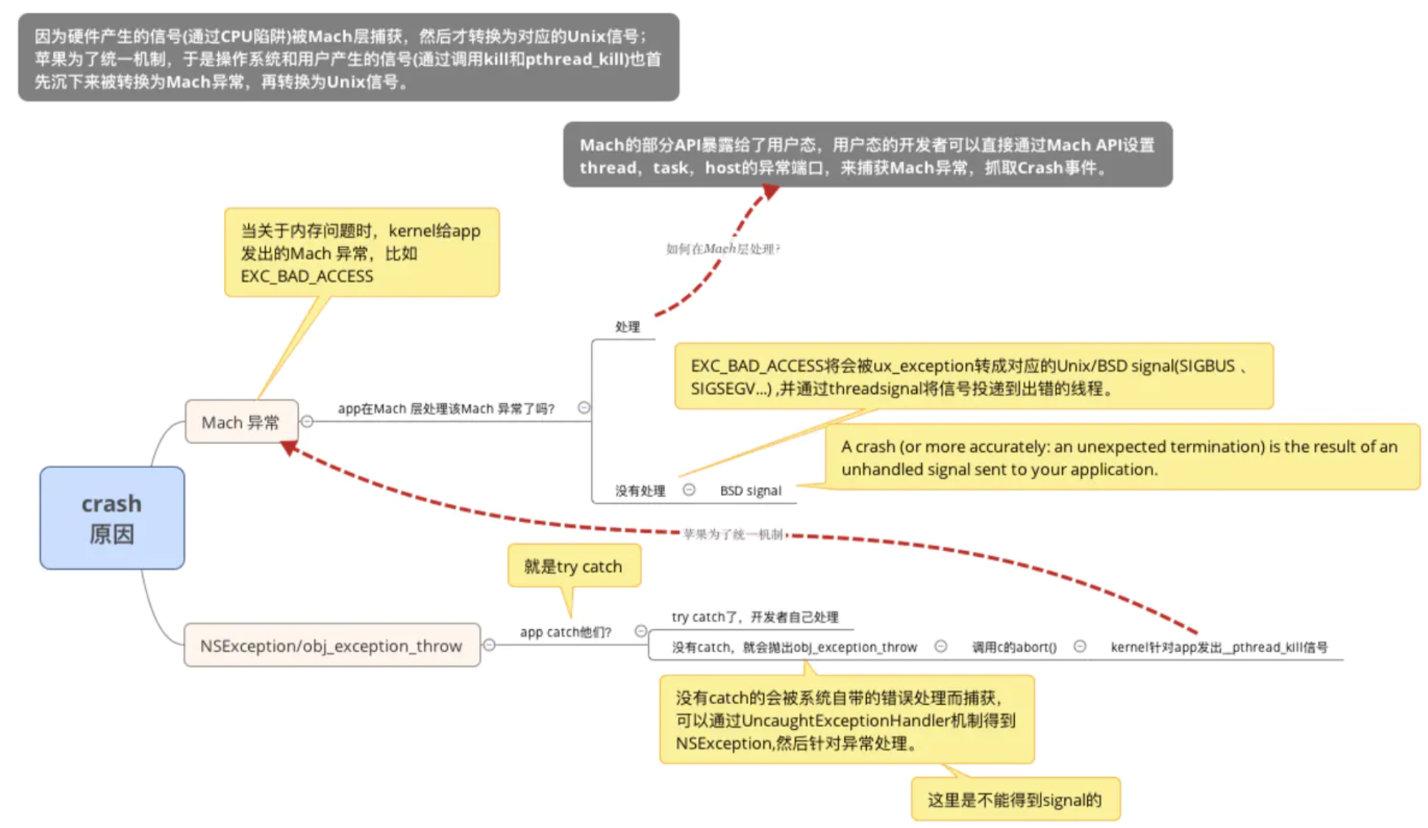 因为硬件产生的信号(通过CPU陷阱)被Mach层捕获，然后才转换为对应的Unix信号；
苹果为了统一机制，于是操作系统和用户产生的信号(通过调用kill和pthread_kill)也首
先沉下来被转换为Mach异常，再转换为Unix信号。
Mach的部分API暴露给了用户态，用户态的开发者可以直接通过Mach API设置
thread，task，host的异常端口，来捕获Mach异常，抓取Crash事件。
当关于内存问题时，kernel给app
发出的Mach 异常，比如
EXC_BAD_ACCESS
如何在Mach层处理?
处理
EXC_BAD_ACCESS将会被ux_exception转成对应的Unix/BSD signal(SIGBUS 、
SIGSEGV...) ,并通过threadsignal将信号投递到出错的线程。
Mach 异常
app在Mach 层处理该Mach 异常了吗?
A crash (or more accurately: an unexpected termination) is the result of an
unhandled signal sent to your application.
没有处理
BSD signal
crash
原因
苹果为了统一机制
就是try catch
NSException/obj_exception_throw
app catch他们?
try catch了，开发者自己处理
没有catch，就会抛出obj_exception_throw
调用c的abort()
kernel针对app发出__pthread_kill信号
没有catch的会被系统自带的错误处理而捕获，
可以通过UncaughtExceptionHandler机制得到
NSException,然后针对异常处理。
这里是不能得到signal的